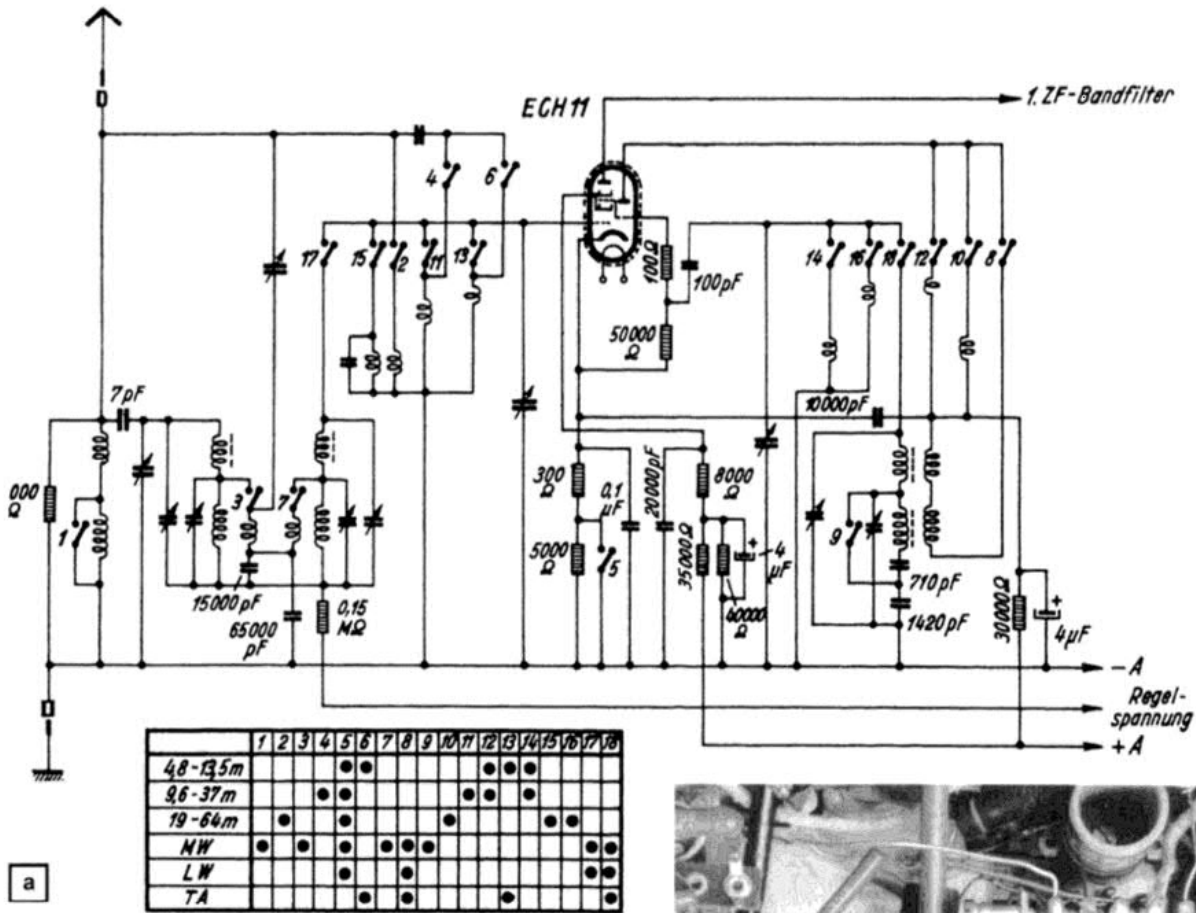 ECH 11
1. ZF-Bandfilter
4
6
17
15
2
11
13
100Ω
100pF
50000
Ω
14
16
18
12
10
8
7pF
10000pF
000
Ω
1
3
7
300
Ω
0,1
µF
20000pF
8000
Ω
5000
Ω
5
35000Ω
4
µF
40000
Ω
9
710pF
1420pF
30000Ω
+
4µF
15000pF
65000
pF
0,15
MΩ
+
− A
Regel-
spannung
+ A
1 2 3 4 5 6 7 8 9 10 11 12 13 14 15 16 17 18
4,8-13,5m
9,6-37m
19-64m
MW
LW
TA
a